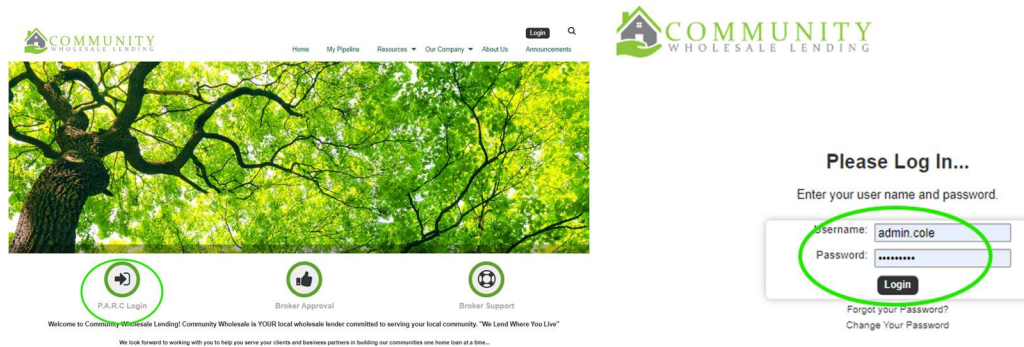 COMMUNITY
WHOLESALE LENDING
Login
Home My Pipeline Resources Our Company About Us Announcements
P.A.R.C Login Broker Approval Broker Support
Welcome to Community Wholesale Lending! Community Wholesale is YOUR local wholesale lender committed to serving your local community. "We Lend Where You Live"
We look forward to working with you to help you serve your clients and business partners in building our communities one home loan at a time...
COMMUNITY
WHOLESALE LENDING
Please Log In...
Enter your user name and password.
Username: admin.cole
Password: •••••••••
Login
Forgot your Password?
Change Your Password